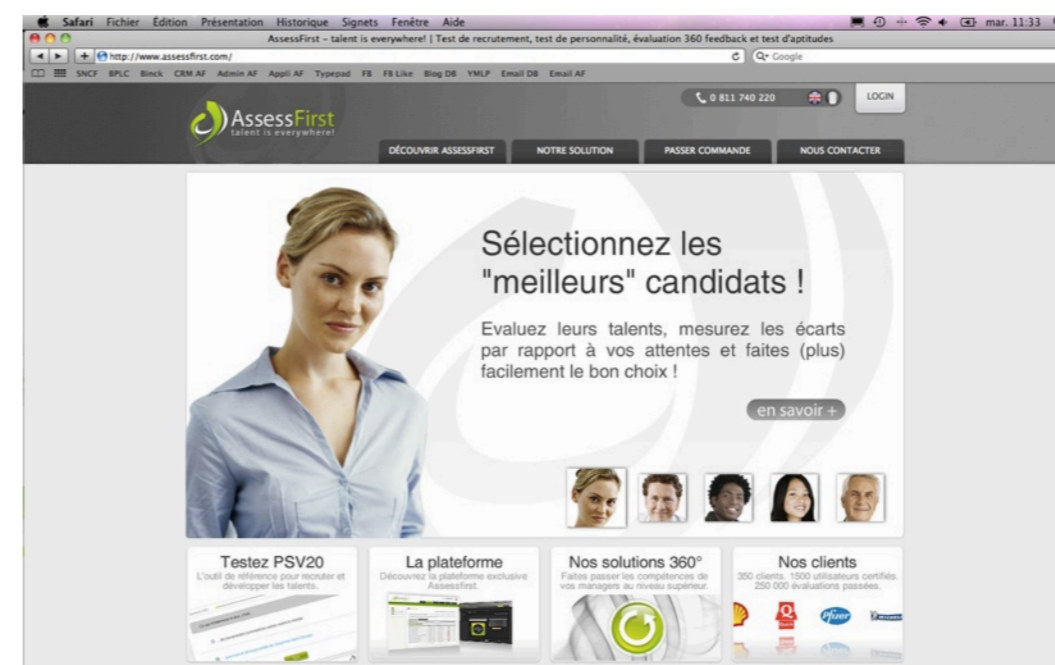 Safari Fichier Édition Présentation Historique Signets Fenêtre Aide mar. 11:33
AssessFirst – talent is everywhere! | Test de recrutement, test de personnalité, évaluation 360 feedback et test d'aptitudes
http://www.assessfirst.com/ Google
SNCF BPLC Binck CRM AF Admin AF Appli AF Typepad FB FB Like Blog DB YMLP Email DB Email AF
0 811 740 220 LOGIN
AssessFirst
talent is everywhere!
DÉCOUVRIR ASSESSFIRST NOTRE SOLUTION PASSER COMMANDE NOUS CONTACTER
Sélectionnez les
"meilleurs" candidats !
Evaluez leurs talents, mesurez les écarts
par rapport à vos attentes et faites (plus)
facilement le bon choix !
en savoir +
Testez PSV20
L'outil de référence pour recruter et
développer les talents.
La plateforme
Découvrez la plateforme exclusive
Assessfirst.
Nos solutions 360°
Faites passer les compétences de
vos managers au niveau supérieur.
Nos clients
350 clients. 1500 utilisateurs certifiés.
250 000 évaluations passées.
Pfizer